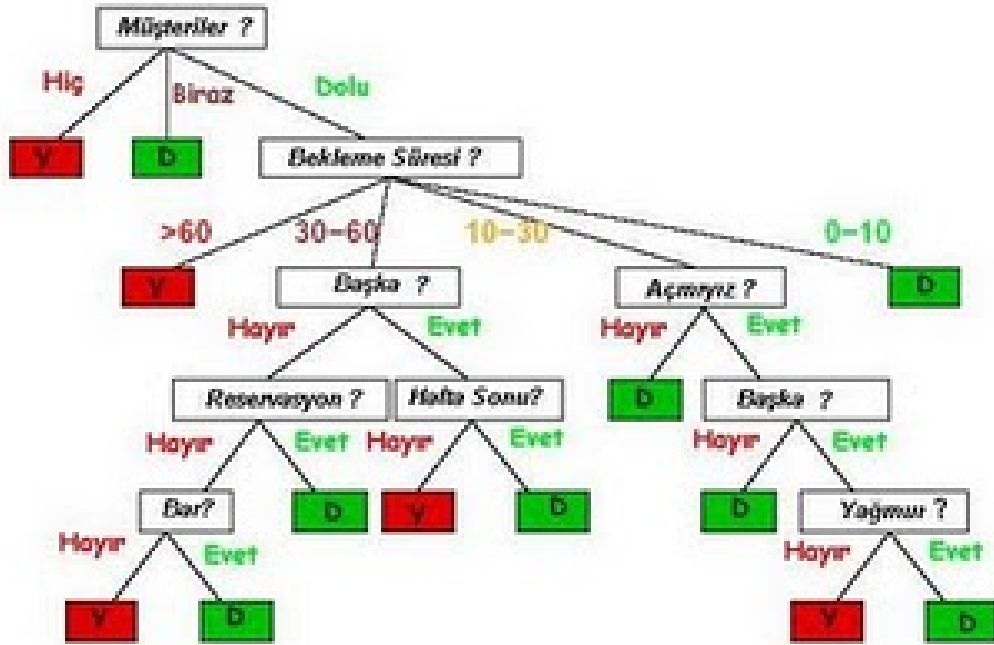 Müşteriler ?
Hiç Biraz Dolu
Y D
Bekleme Süresi ?
>60 30-60 10-30 0-10
Y Başka ? Açmıyız ? D
Hayır Evet Hayır Evet
Reservasyon ? Hafta Sonu? D Başka ?
Hayır Evet Hayır Evet Hayır Evet
Bar? D Y D D Yağmur ?
Hayır Evet Hayır Evet
Y D Y D